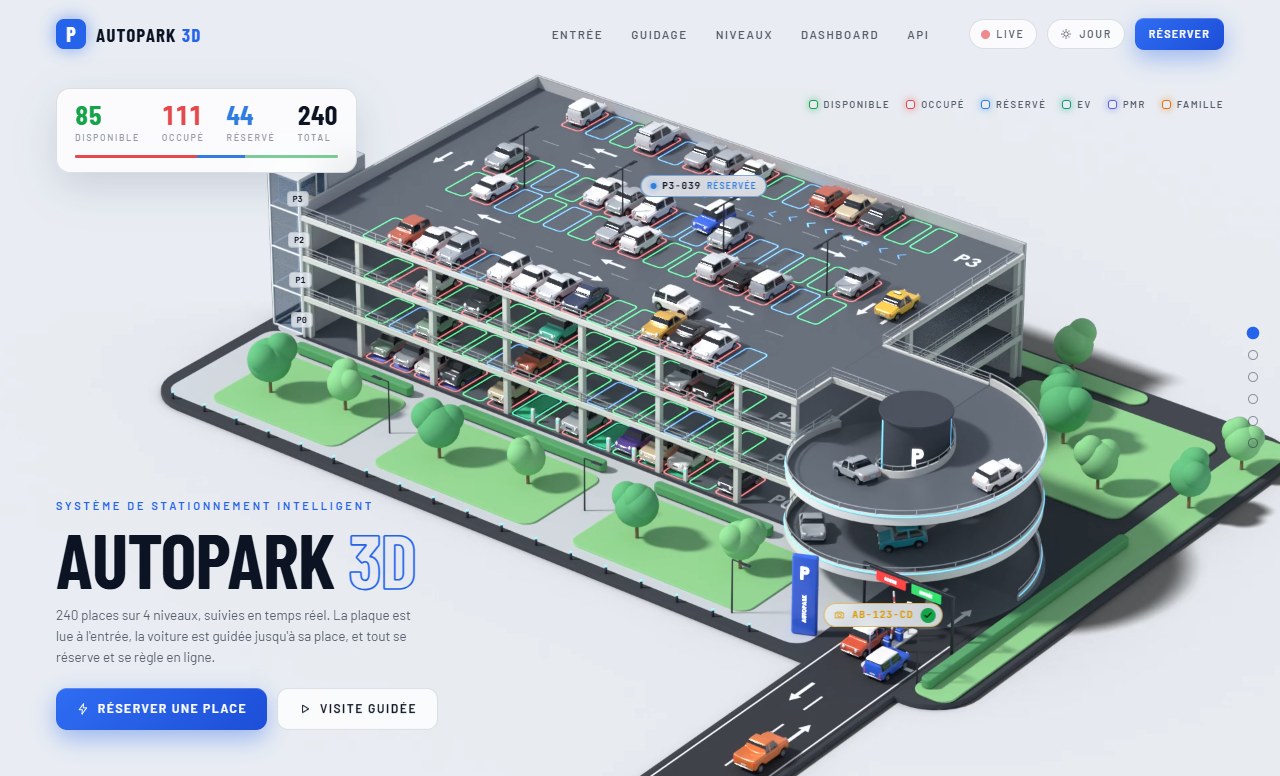 P AUTOPARK 3D
ENTRÉE GUIDAGE NIVEAUX DASHBOARD API
LIVE JOUR RÉSERVER
85 111 44 240
DISPONIBLE OCCUPÉ RÉSERVÉ TOTAL
DISPONIBLE OCCUPÉ RÉSERVÉ EV PMR FAMILLE
P3-039 RÉSERVÉE
P3
P2
P1
P0
P3
P
P
AUTOPARK
AB-123-CD
SYSTÈME DE STATIONNEMENT INTELLIGENT
AUTOPARK 3D
240 places sur 4 niveaux, suivies en temps réel. La plaque est
lue à l'entrée, la voiture est guidée jusqu'à sa place, et tout se
réserve et se règle en ligne.
RÉSERVER UNE PLACE
VISITE GUIDÉE